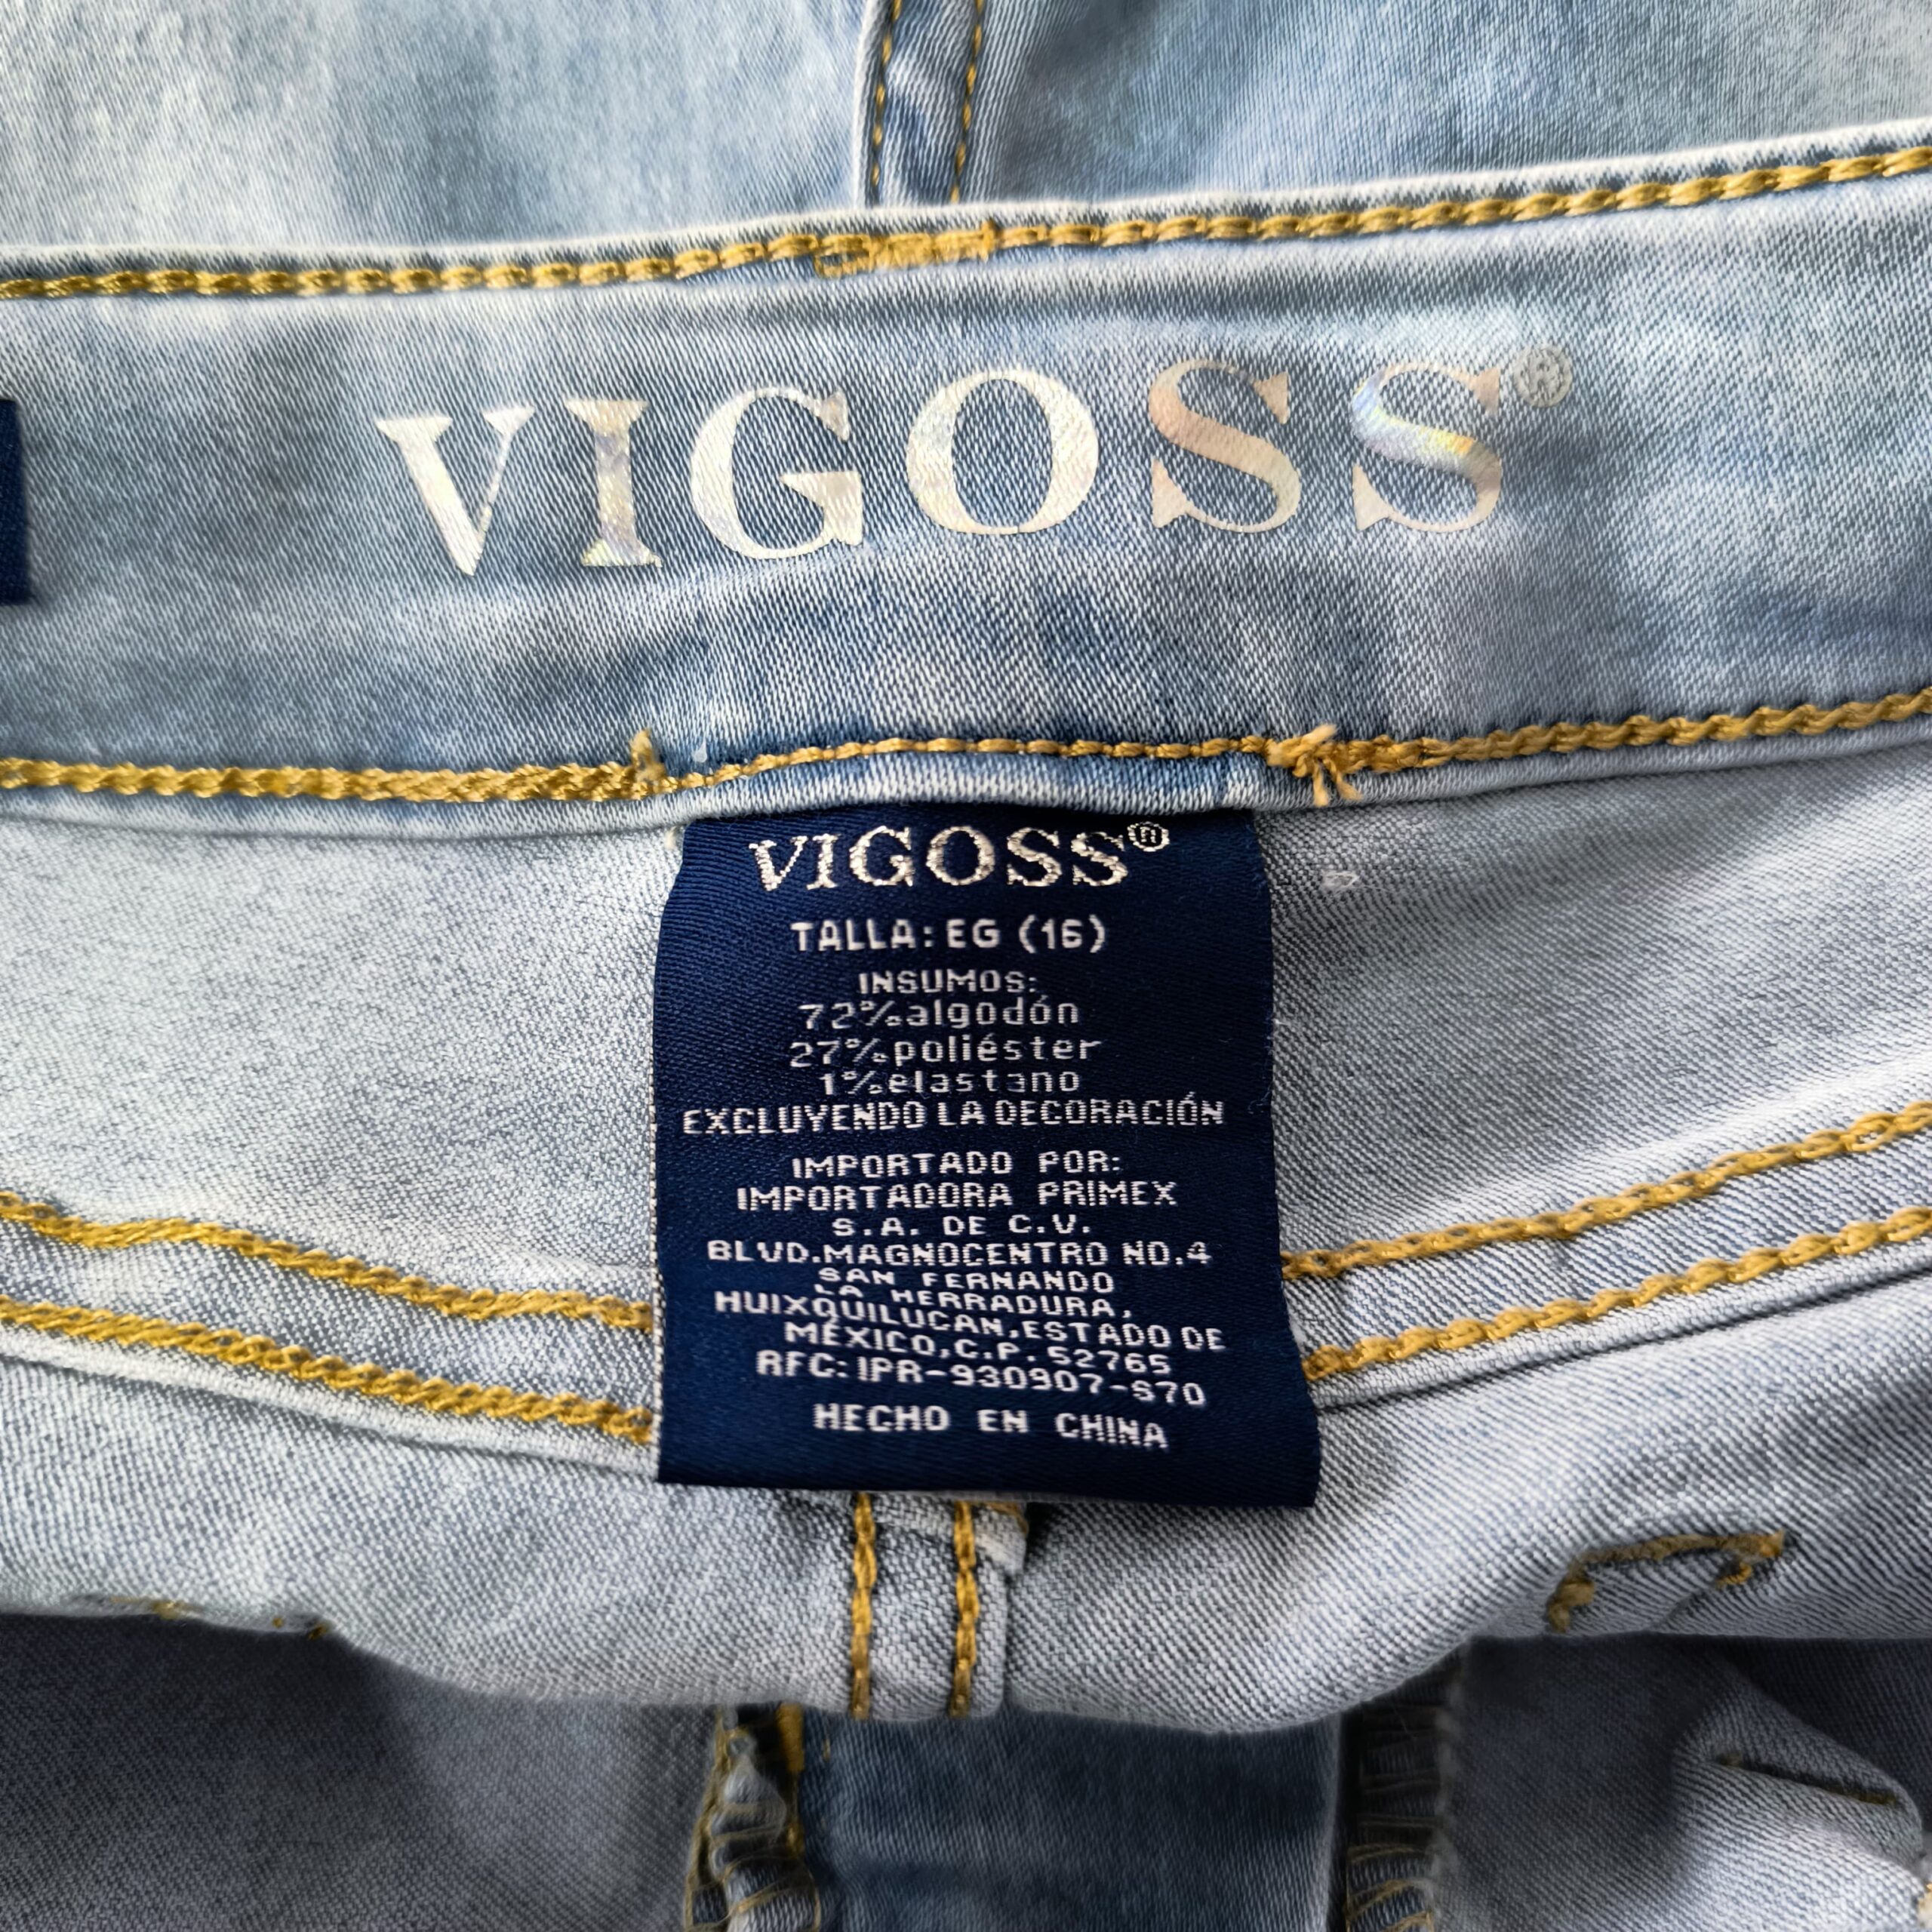 VIGOSS®
VIGOSS®
TALLA: EG (16)
INSUMOS:
72%algodón
27%poliéster
1%elastano
EXCLUYENDO LA DECORACIÓN
IMPORTADO POR:
IMPORTADORA PRIMEX
S.A. DE C.V.
BLVD.MAGNOCENTRO NO.4
SAN FERNANDO
LA HERRADURA,
HUIXQUILUCAN,ESTADO DE
MÉXICO,C.P. 52765
RFC: IPR-930907-S70
HECHO EN CHINA